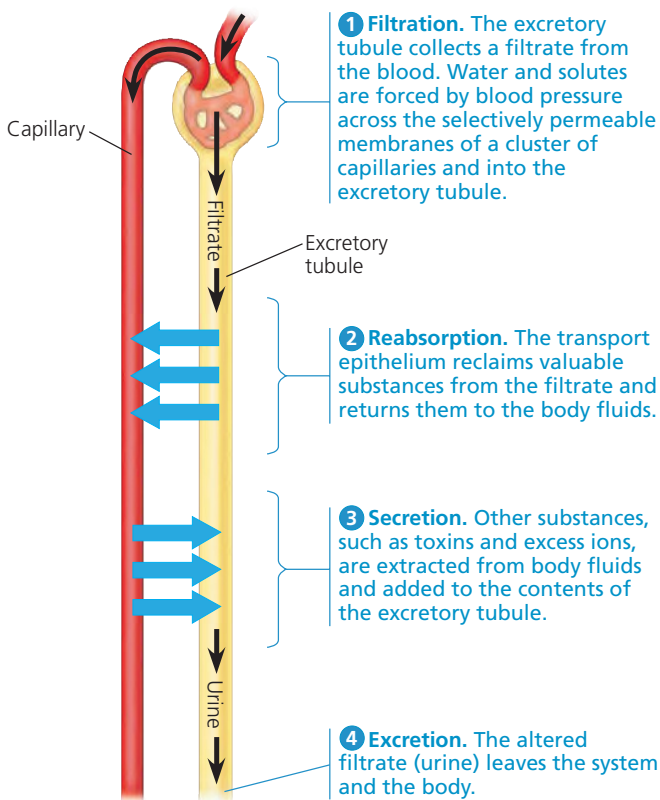 1 Filtration. The excretory
tubule collects a filtrate from
the blood. Water and solutes
are forced by blood pressure
across the selectively permeable
membranes of a cluster of
capillaries and into the
excretory tubule.
Capillary
Filtrate
Excretory
tubule
2 Reabsorption. The transport
epithelium reclaims valuable
substances from the filtrate and
returns them to the body fluids.
3 Secretion. Other substances,
such as toxins and excess ions,
are extracted from body fluids
and added to the contents of
the excretory tubule.
Urine
4 Excretion. The altered
filtrate (urine) leaves the system
and the body.